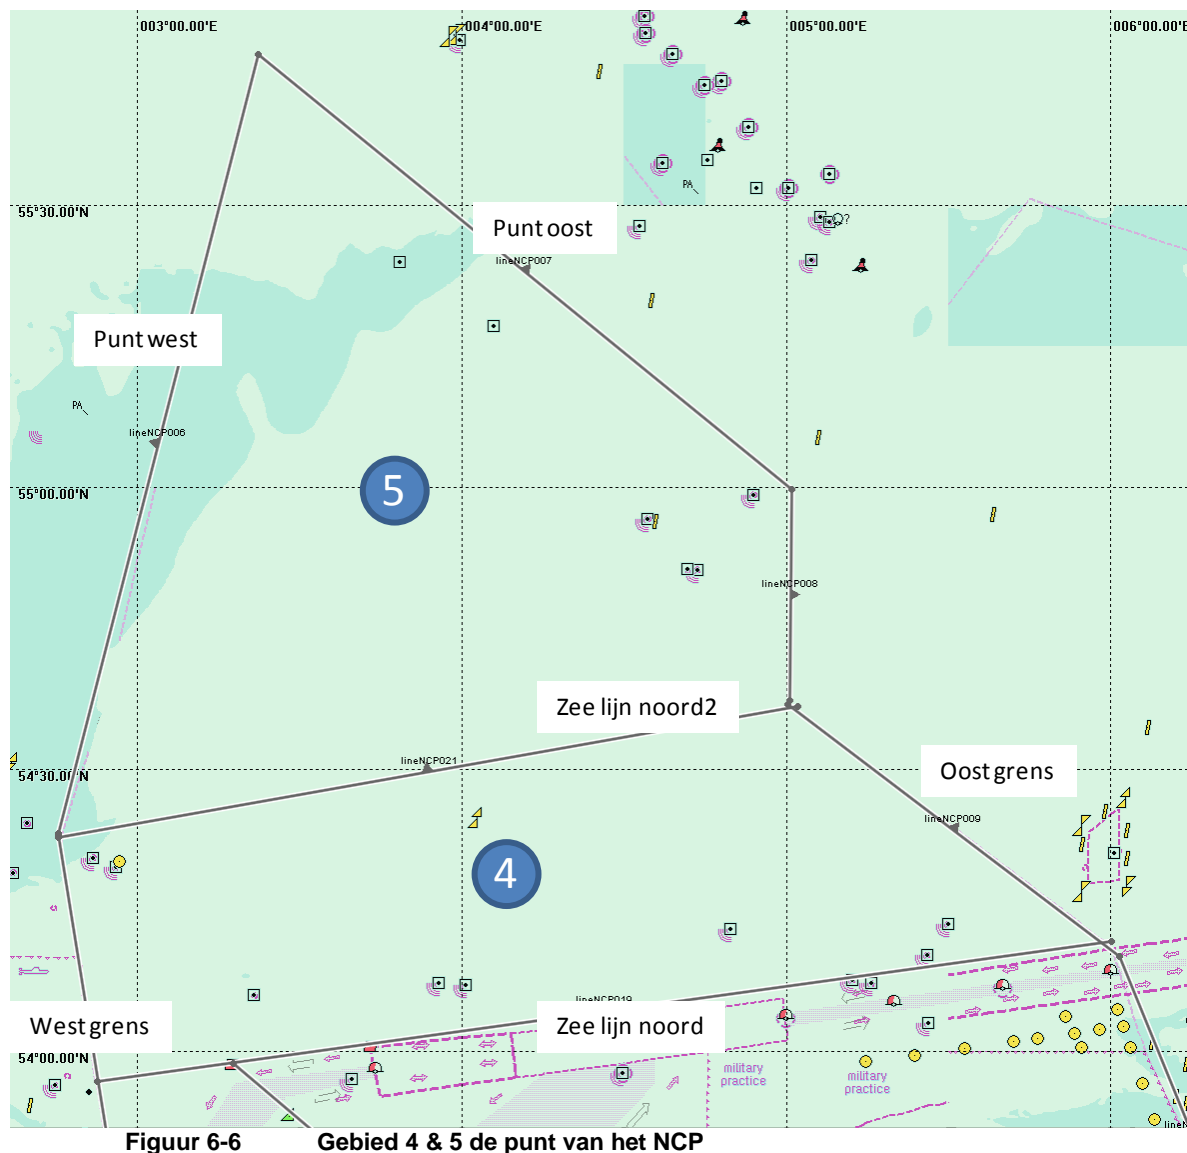 003°00.00'E 004°00.00'E 005°00.00'E 006°00.00'E
PA
55°30.00'N
?
Punt oost
lineNCP007
Punt west
PA
lineNCP006
5
55°00.00'N
lineNCP008
Zee lijn noord2
54°30.00'N
lineNCP021
Oost grens
lineNCP009
4
lineNCP019
West grens
Zee lijn noord
54°00.00'N
military
practice
military
practice
Figuur 6-6 Gebied 4 & 5 de punt van het NCP